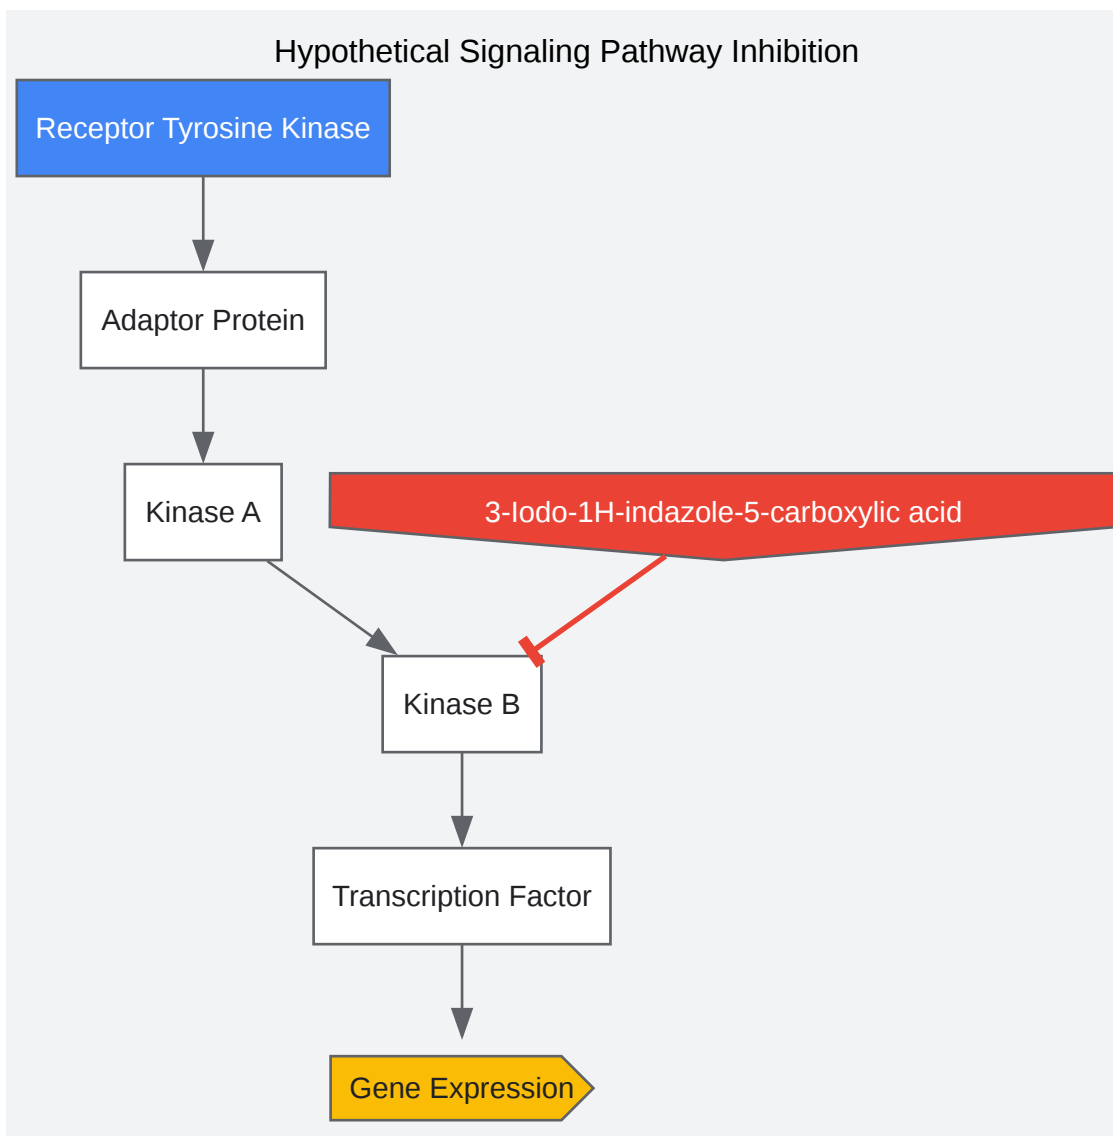 Hypothetical Signaling Pathway Inhibition
Receptor Tyrosine Kinase
Adaptor Protein
Kinase A
3-Iodo-1H-indazole-5-carboxylic acid
Kinase B
Transcription Factor
Gene Expression